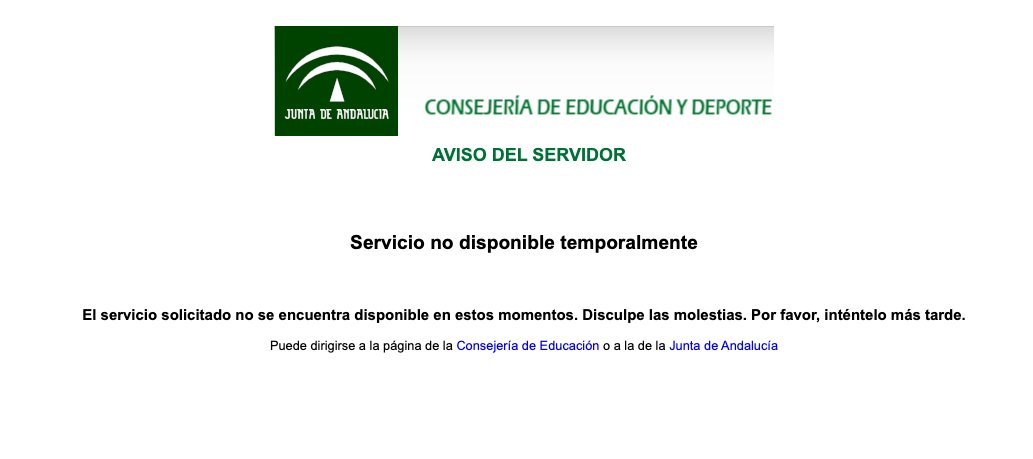 JUNTA DE ANDALUCIA
CONSEJERÍA DE EDUCACIÓN Y DEPORTE
AVISO DEL SERVIDOR
Servicio no disponible temporalmente
El servicio solicitado no se encuentra disponible en estos momentos. Disculpe las molestias. Por favor, inténtelo más tarde.
Puede dirigirse a la página de la Consejería de Educación o a la de la Junta de Andalucía